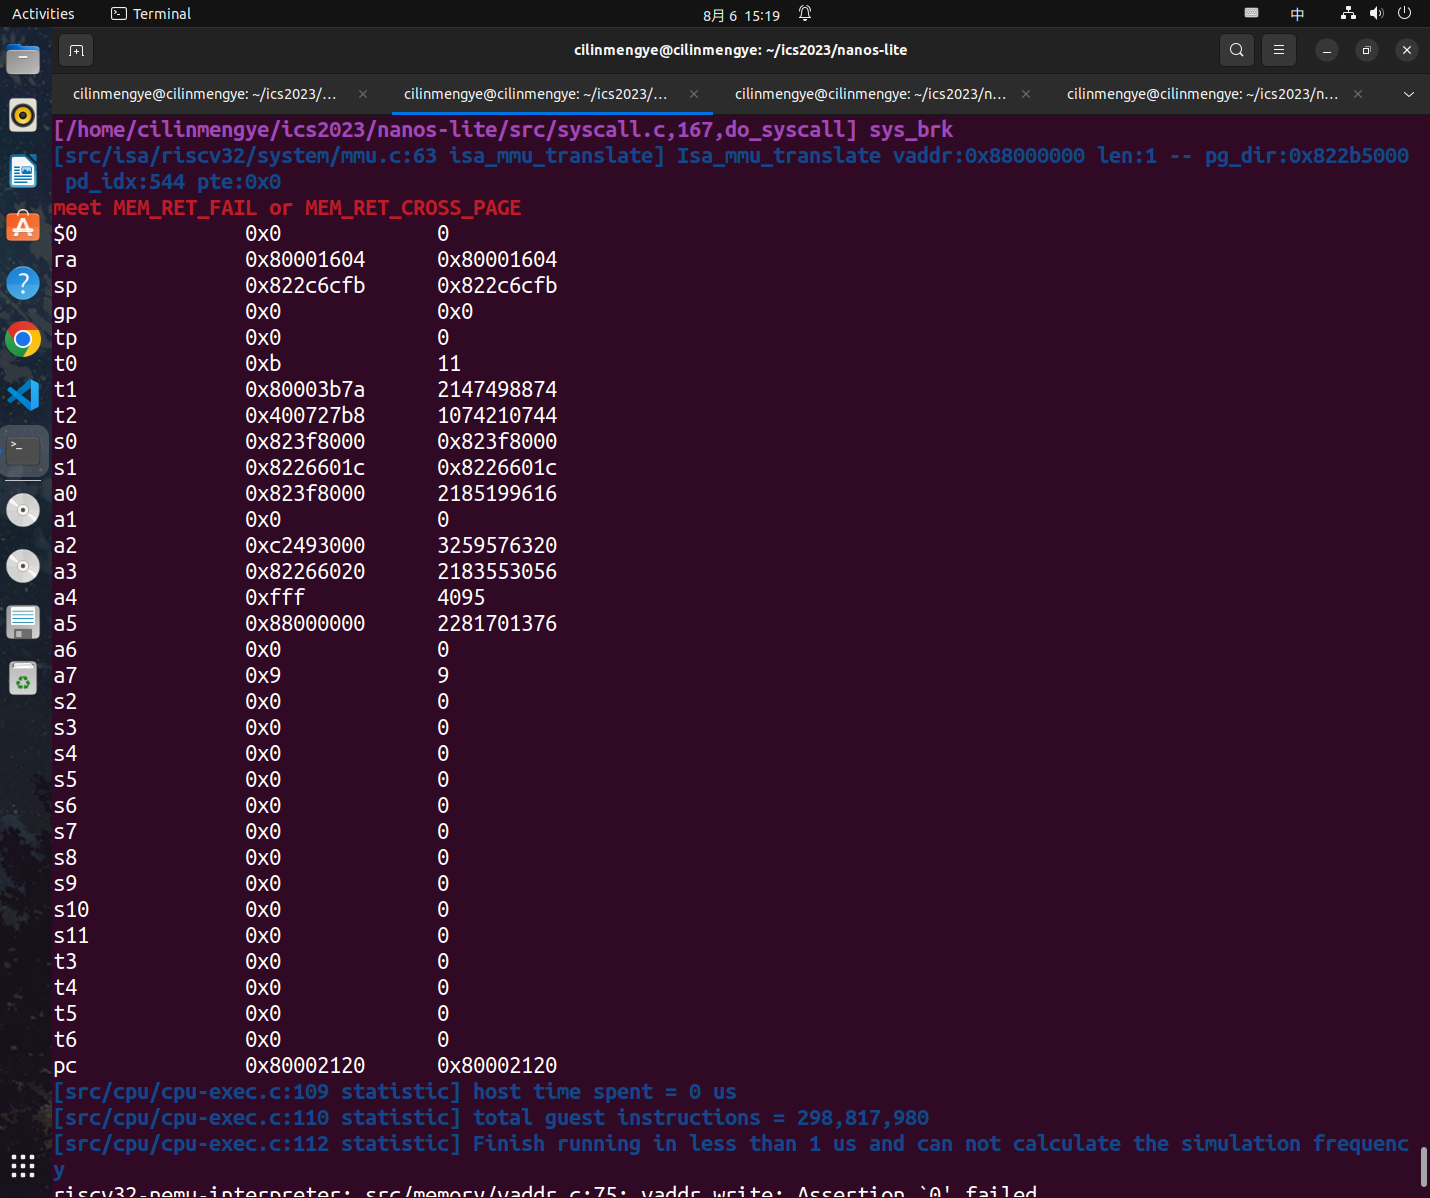 Activities Terminal 8月 6 15:19 中
cilinmengye@cilinmengye: ~/ics2023/nanos-lite
cilinmengye@cilinmengye: ~/ics2023/... × cilinmengye@cilinmengye: ~/ics2023/... × cilinmengye@cilinmengye: ~/ics2023/n... × cilinmengye@cilinmengye: ~/ics2023/n... ×
[/home/cilinmengye/ics2023/nanos-lite/src/syscall.c,167,do_syscall] sys_brk
[src/isa/riscv32/system/mmu.c:63 isa_mmu_translate] Isa_mmu_translate vaddr:0x88000000 len:1 -- pg_dir:0x822b5000
pd_idx:544 pte:0x0
meet MEM_RET_FAIL or MEM_RET_CROSS_PAGE
$0 0x0 0
ra 0x80001604 0x80001604
sp 0x822c6cfb 0x822c6cfb
gp 0x0 0x0
tp 0x0 0
t0 0xb 11
t1 0x80003b7a 2147498874
t2 0x400727b8 1074210744
s0 0x823f8000 0x823f8000
s1 0x8226601c 0x8226601c
a0 0x823f8000 2185199616
a1 0x0 0
a2 0xc2493000 3259576320
a3 0x82266020 2183553056
a4 0xfff 4095
a5 0x88000000 2281701376
a6 0x0 0
a7 0x9 9
s2 0x0 0
s3 0x0 0
s4 0x0 0
s5 0x0 0
s6 0x0 0
s7 0x0 0
s8 0x0 0
s9 0x0 0
s10 0x0 0
s11 0x0 0
t3 0x0 0
t4 0x0 0
t5 0x0 0
t6 0x0 0
pc 0x80002120 0x80002120
[src/cpu/cpu-exec.c:109 statistic] host time spent = 0 us
[src/cpu/cpu-exec.c:110 statistic] total guest instructions = 298,817,980
[src/cpu/cpu-exec.c:112 statistic] Finish running in less than 1 us and can not calculate the simulation frequenc
y
riscv32-nemu-interpreter: src/memory/vaddr.c:75: vaddr_write: Assertion `0' failed.